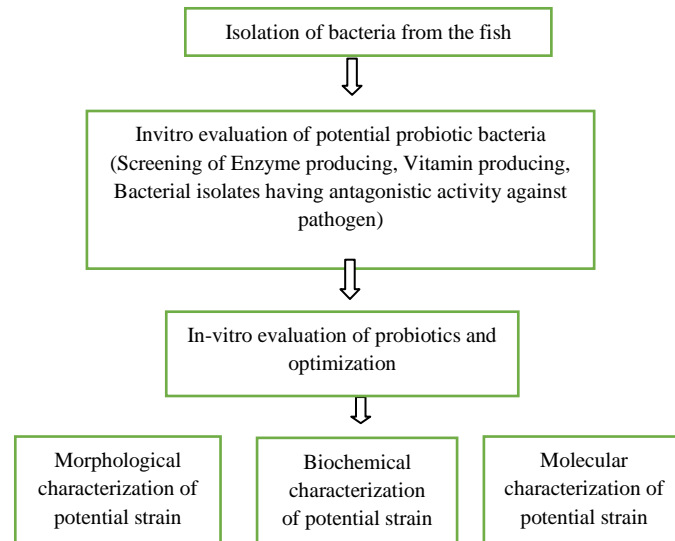 Isolation of bacteria from the fish
Invitro evaluation of potential probiotic bacteria
(Screening of Enzyme producing, Vitamin producing,
Bacterial isolates having antagonistic activity against
pathogen)
In-vitro evaluation of probiotics and
optimization
Morphological
characterization of
potential strain
Biochemical
characterization
of potential strain
Molecular
characterization of
potential strain